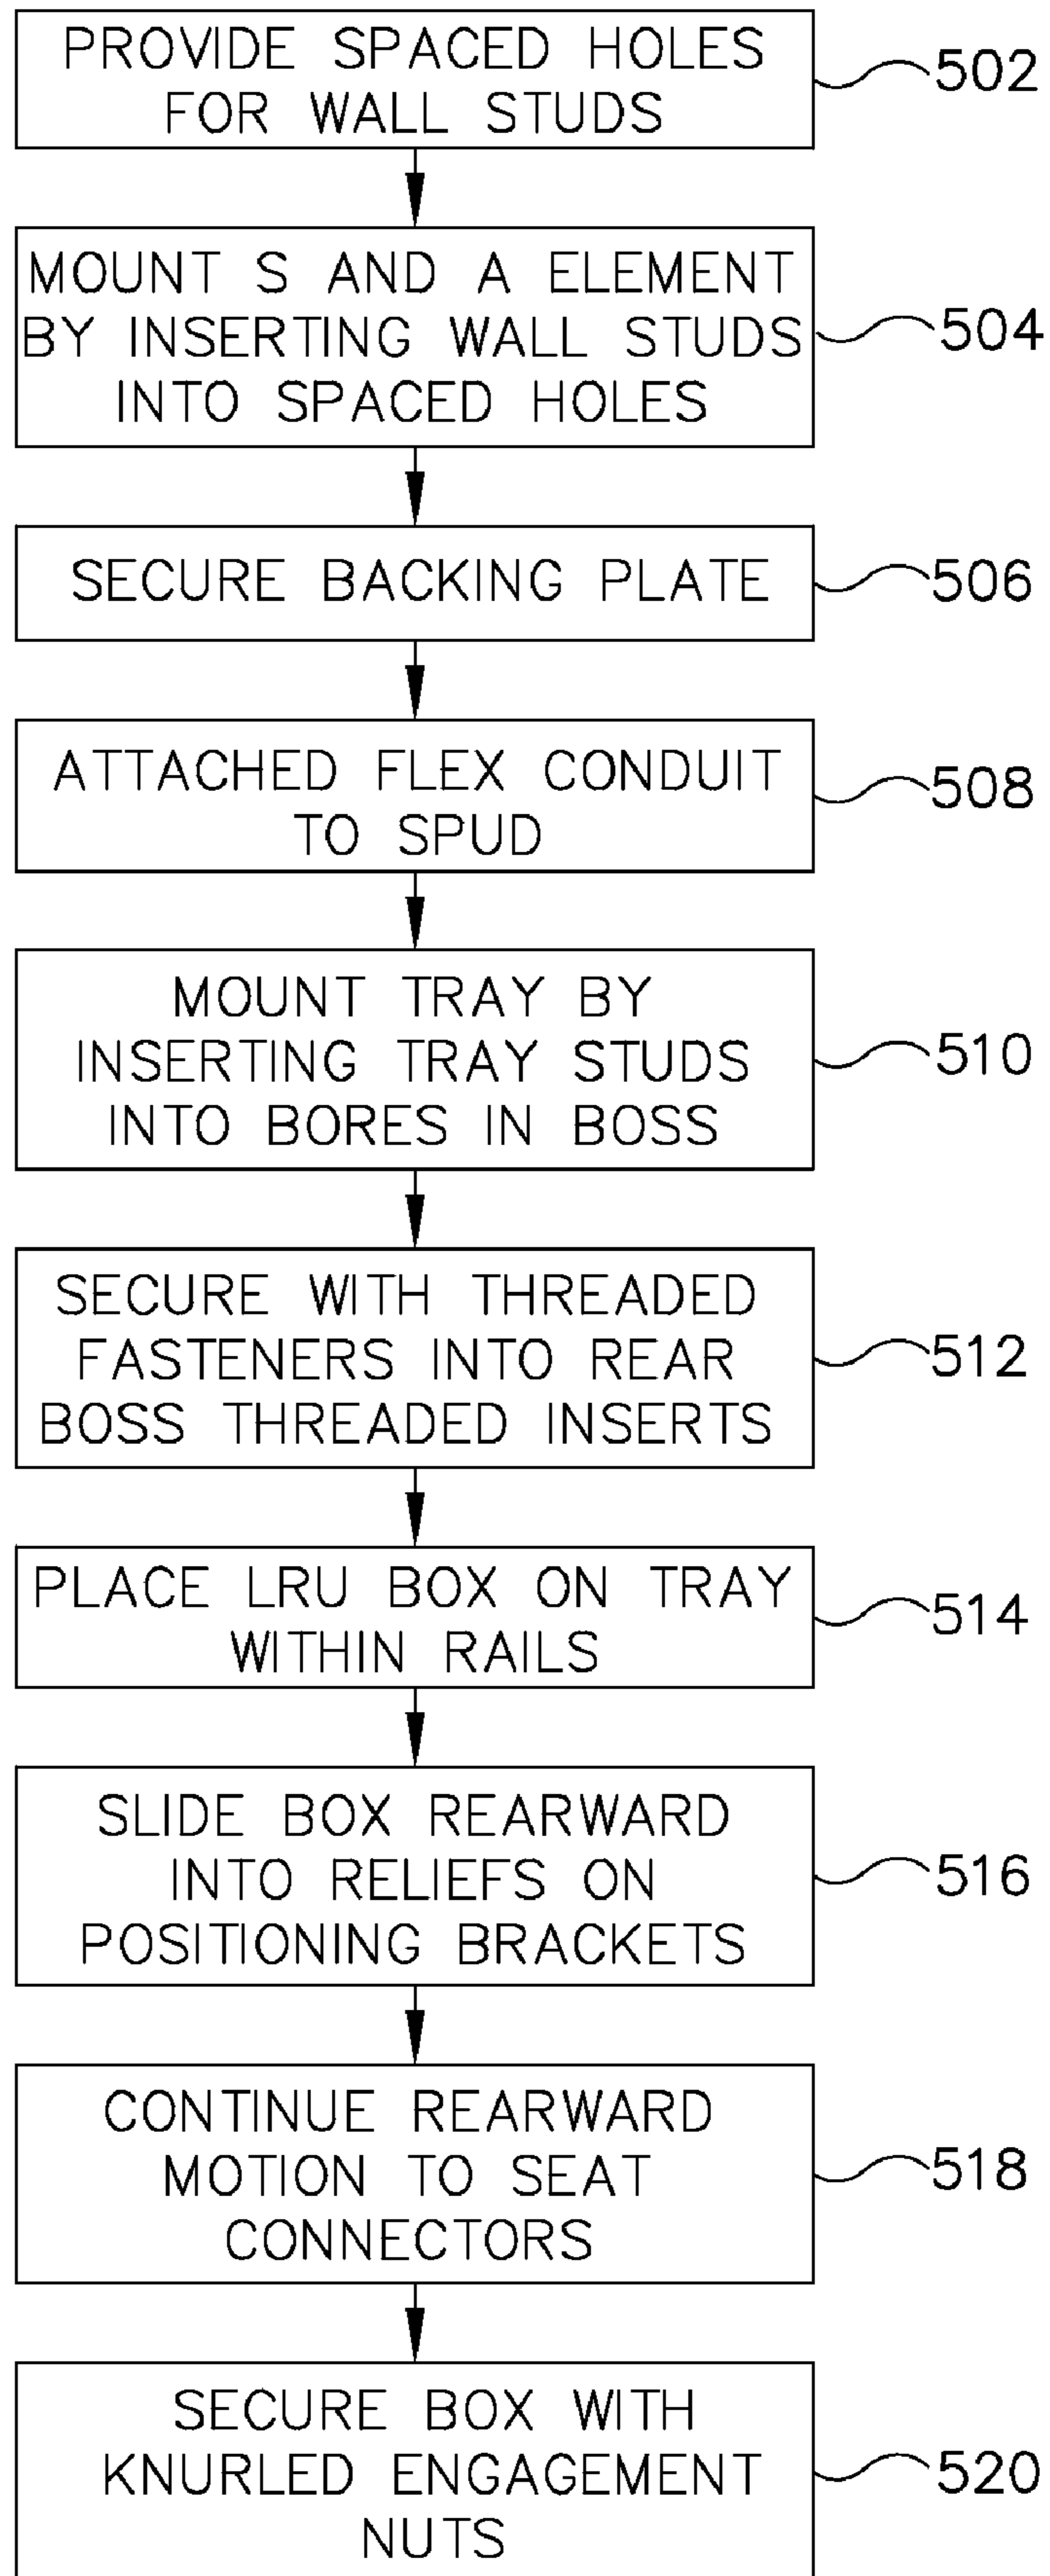 PROVIDE SPACED HOLES
FOR WALL STUDS
502
MOUNT S AND A ELEMENT
BY INSERTING WALL STUDS
INTO SPACED HOLES
504
SECURE BACKING PLATE
506
ATTACHED FLEX CONDUIT
TO SPUD
508
MOUNT TRAY BY
INSERTING TRAY STUDS
INTO BORES IN BOSS
510
SECURE WITH THREADED
FASTENERS INTO REAR
BOSS THREADED INSERTS
512
PLACE LRU BOX ON TRAY
WITHIN RAILS
514
SLIDE BOX REARWARD
INTO RELIEFS ON
POSITIONING BRACKETS
516
CONTINUE REARWARD
MOTION TO SEAT
CONNECTORS
518
SECURE BOX WITH
KNURLED ENGAGEMENT
NUTS
520